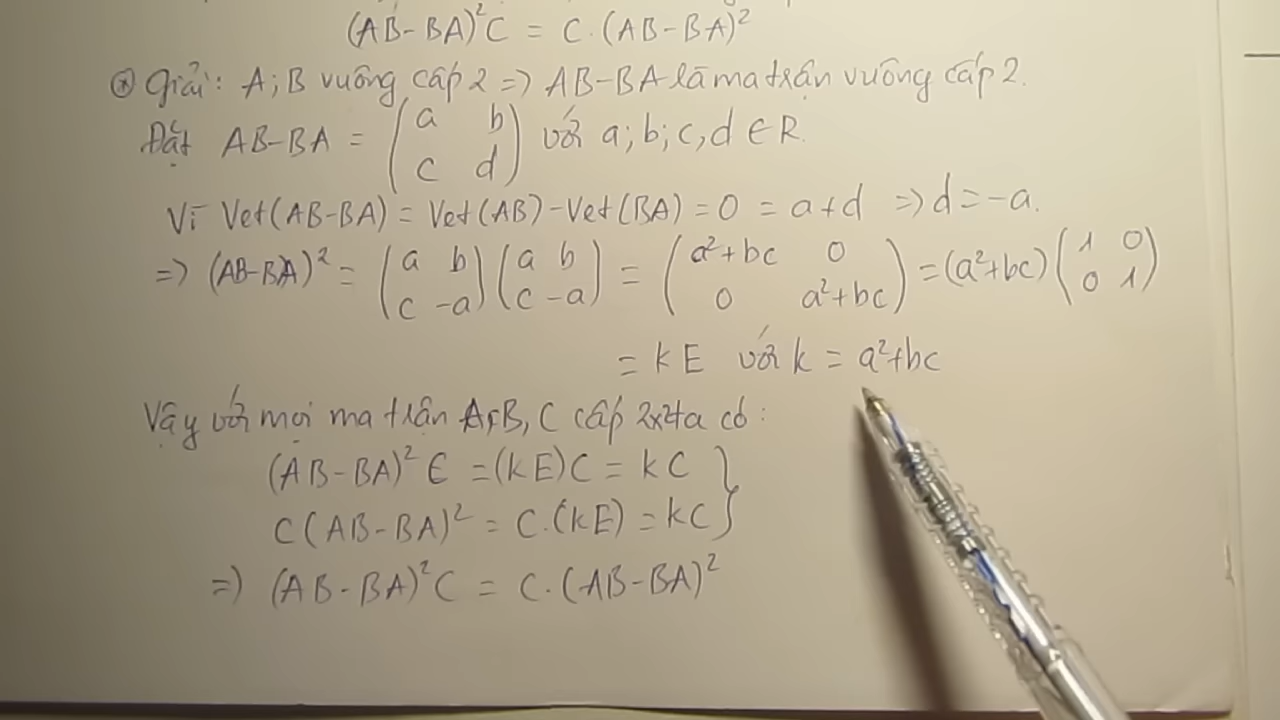 (AB-BA)²C = C.(AB-BA)²
⊛ Giải: A; B vuông cấp 2 => AB-BA là ma trận vuông cấp 2.
Đặt AB-BA = (a b; c d) với a; b; c, d ∈ R.
Vì Vet(AB-BA) = Vet(AB)-Vet(BA) = 0 = a+d => d = -a.
=> (AB-BA)² = (a b; c -a)(a b; c -a) = (a²+bc 0; 0 a²+bc) = (a²+bc)(1 0; 0 1)
= kE với k = a²+bc
Vậy với mọi ma trận A,B,C cấp 2x2 ta có:
(AB-BA)²C = (kE)C = kC }
C(AB-BA)² = C.(kE) = kC }
=> (AB-BA)²C = C.(AB-BA)²